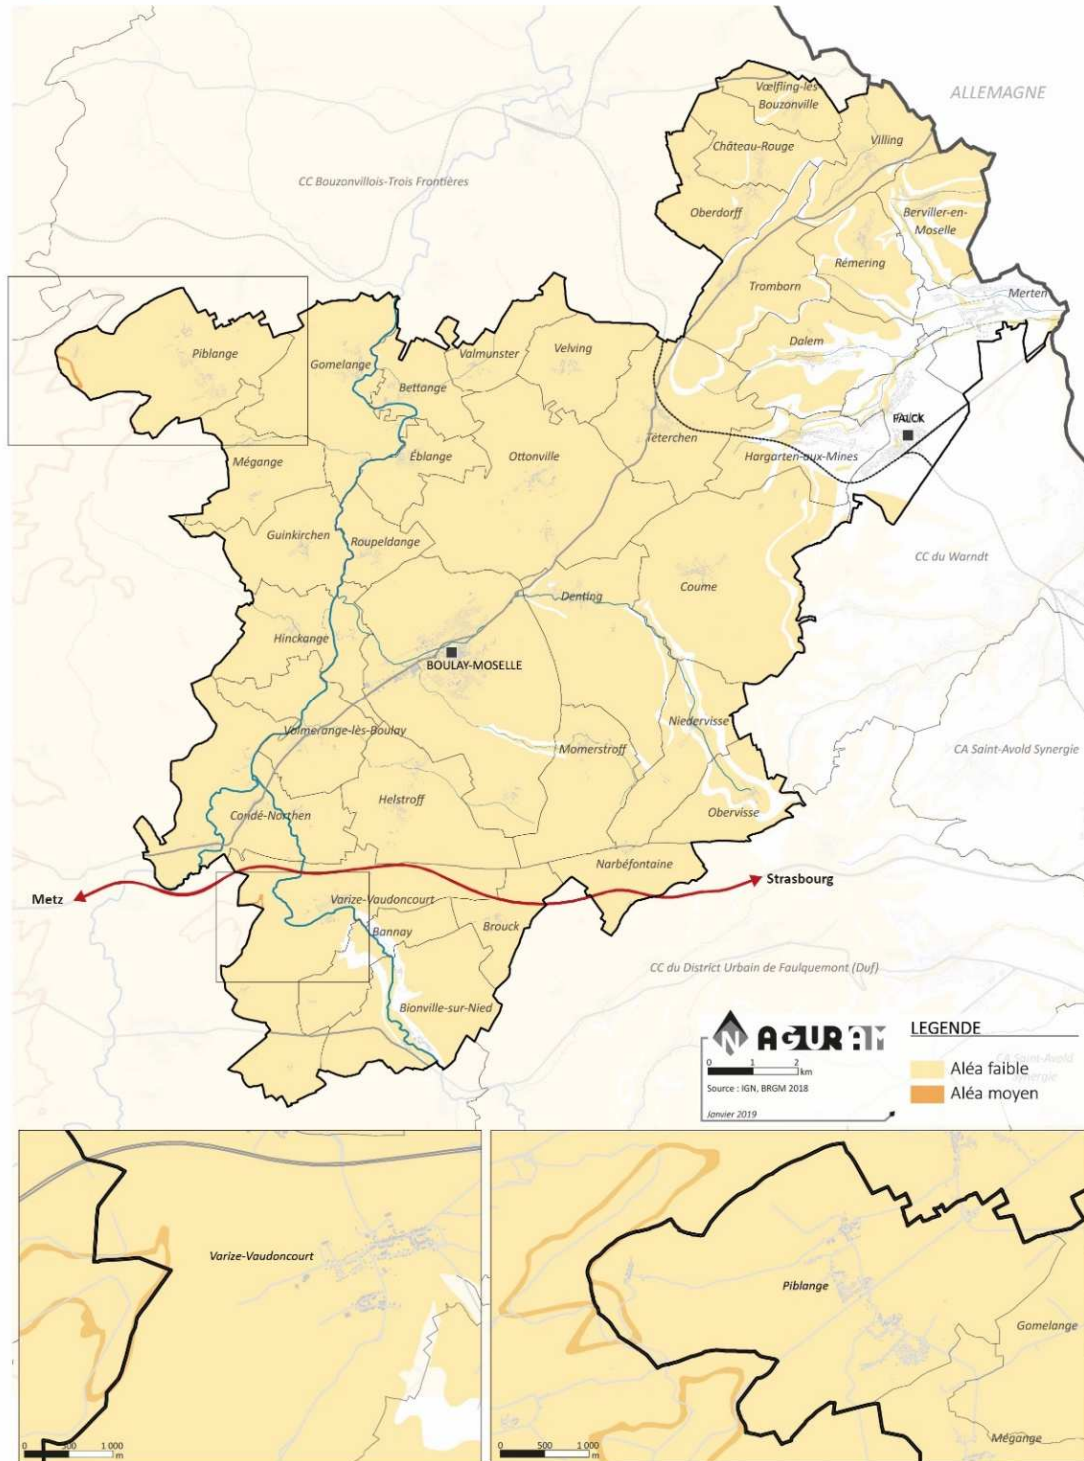 ALLEMAGNE
Vœlfling-lès-
Bouzonville
Château-Rouge
Villing
CC Bouzonvillois-Trois Frontières
Oberdorff
Berviller-en-
Moselle
Rémering
Tromborn
Merten
Piblange
Gomelange
Valmunster
Velving
Dalem
Bettange
FALCK
Téterchen
Mégange
Éblange
Ottonville
Hargarten-aux-Mines
Guinkirchen
Roupeldange
CC du Warndt
Coume
Denting
Hinckange
BOULAY-MOSELLE
Niedervisse
Volmerange-lès-Boulay
Momerstroff
CA Saint-Avold Synergie
Helstroff
Condé-Northen
Obervisse
Narbéfontaine
Strasbourg
Metz
Varize-Vaudoncourt
Brouck
Bannay
CC du District Urbain de Faulquemont (Duf)
Bionville-sur-Nied
N AGURAM
LEGENDE
0 1 2
km
Aléa faible
CA Saint-Avold
Synergie
Source : IGN, BRGM 2018
Aléa moyen
Janvier 2019
Varize-Vaudoncourt
0 500 1 000
m
Piblange
Gomelange
Mégange
0 500 1 000
m